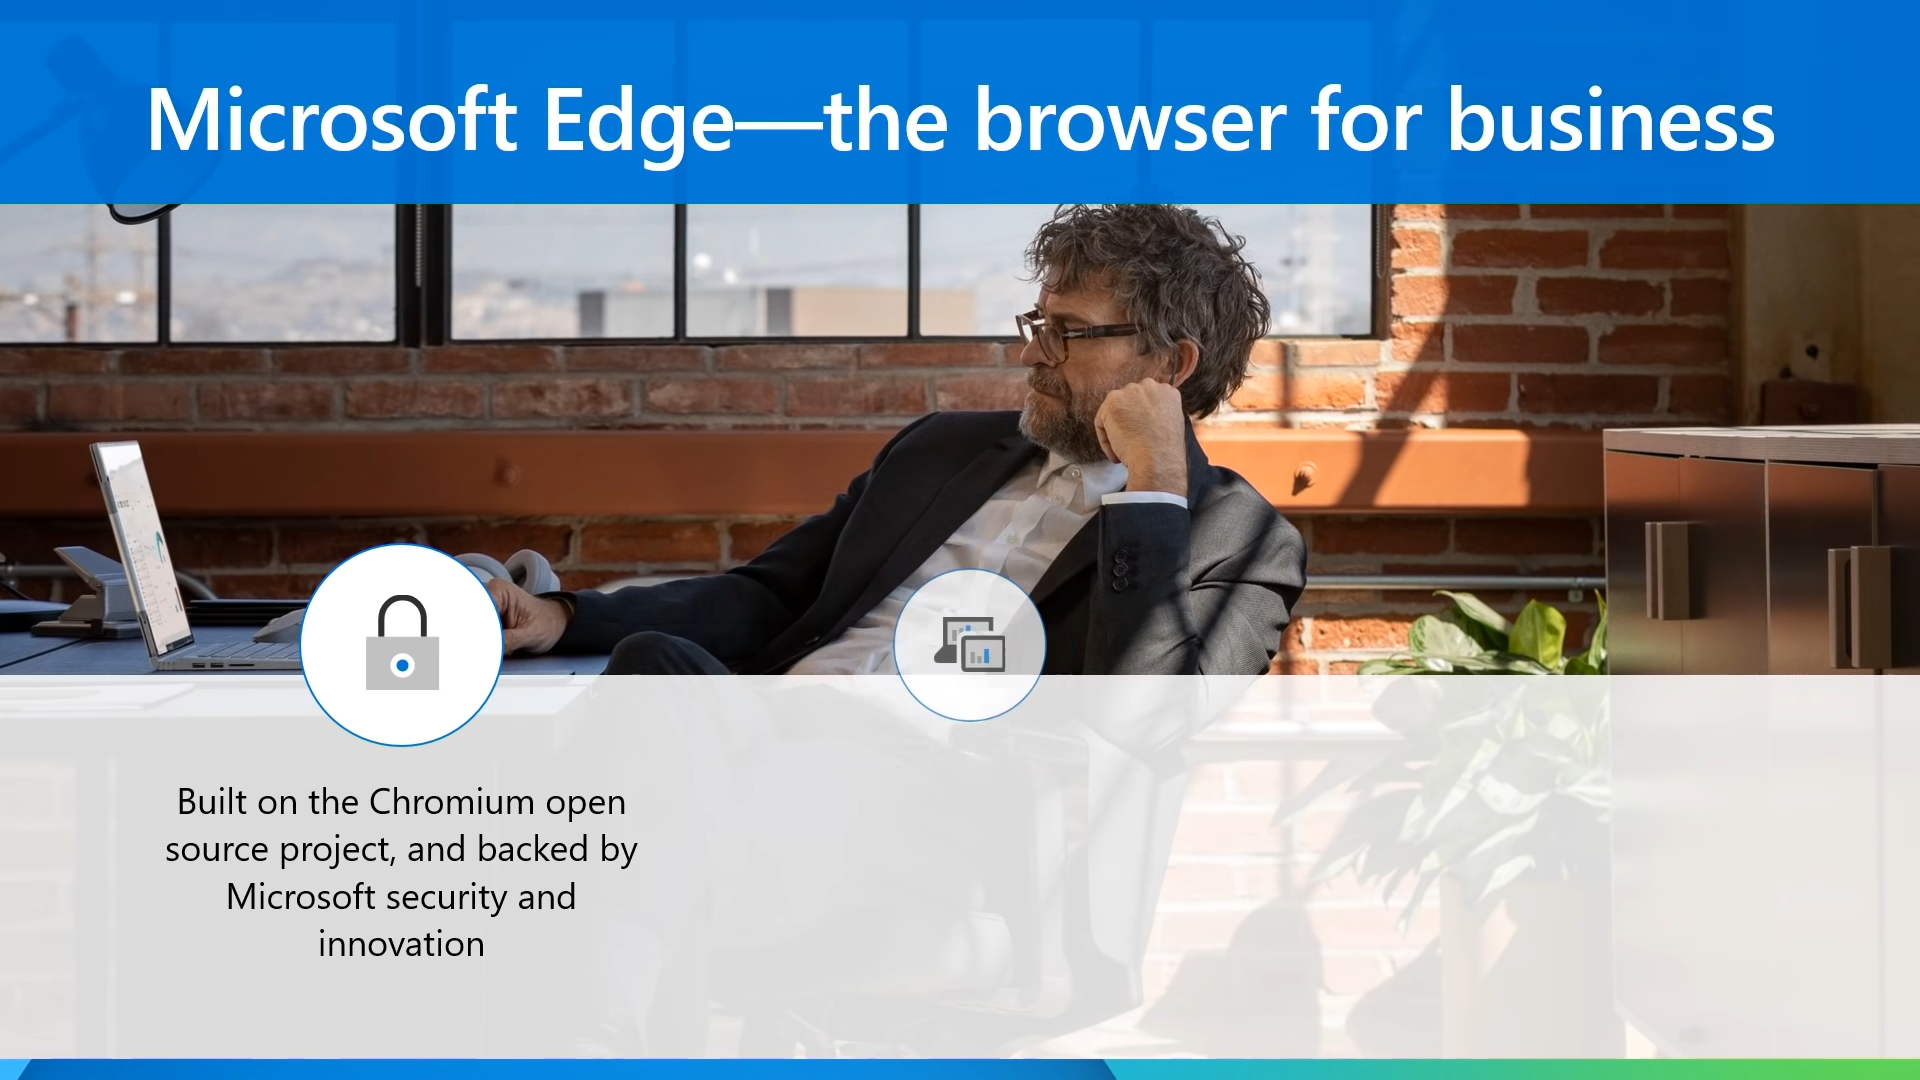 Microsoft Edge—the browser for business
Built on the Chromium open
source project, and backed by
Microsoft security and
innovation